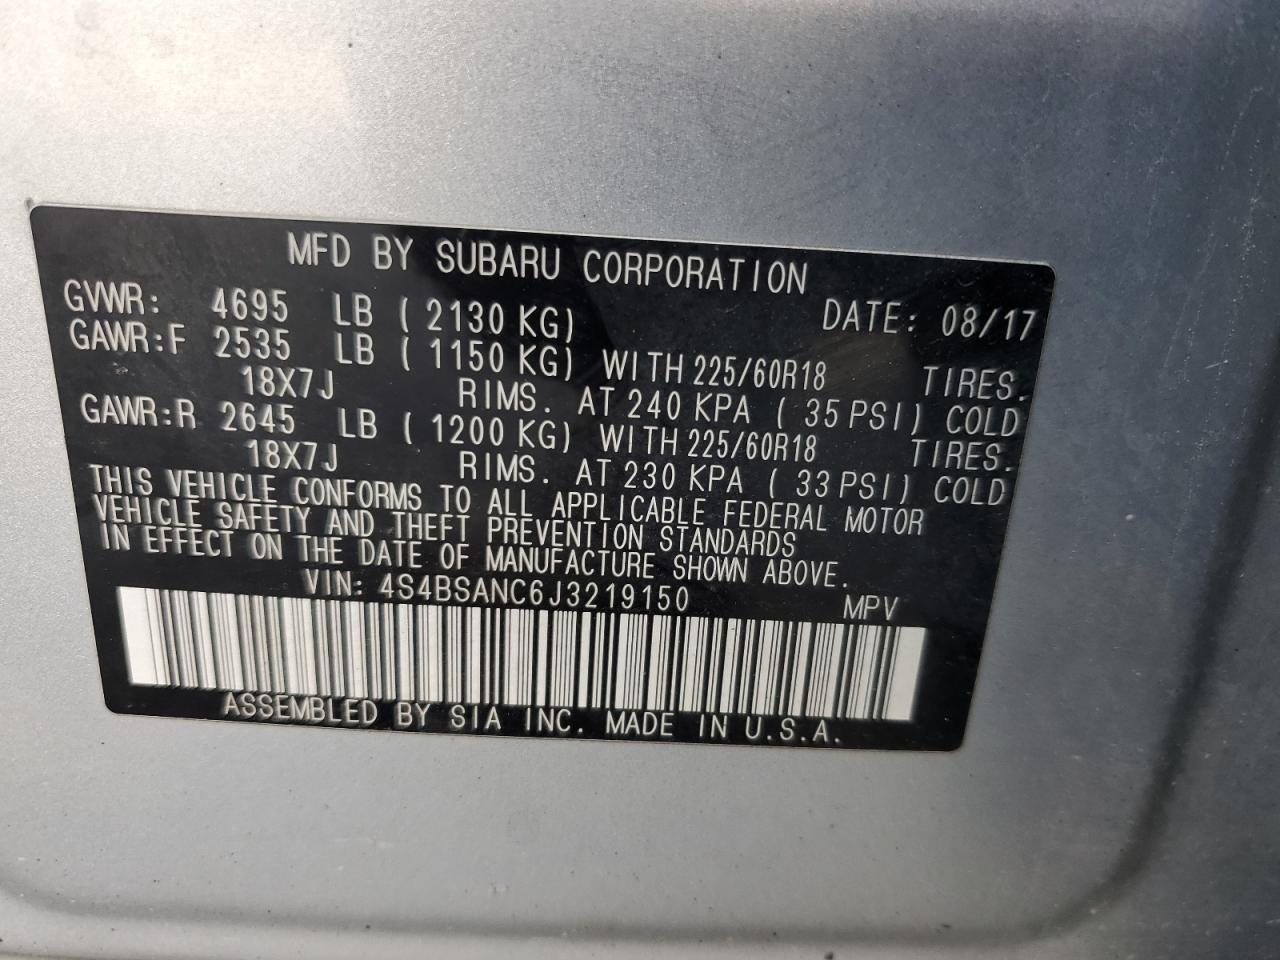 MFD BY SUBARU CORPORATION
GVWR: 4695 LB ( 2130 KG) DATE: 08/17
GAWR:F 2535 LB ( 1150 KG) WITH 225/60R18 TIRES.
18X7J RIMS. AT 240 KPA ( 35 PSI) COLD
GAWR:R 2645 LB ( 1200 KG) WITH 225/60R18 TIRES.
18X7J RIMS. AT 230 KPA ( 33 PSI) COLD
THIS VEHICLE CONFORMS TO ALL APPLICABLE FEDERAL MOTOR
VEHICLE SAFETY AND THEFT PREVENTION STANDARDS
IN EFFECT ON THE DATE OF MANUFACTURE SHOWN ABOVE.
VIN: 4S4BSANC6J3219150 MPV
ASSEMBLED BY SIA INC. MADE IN U.S.A.